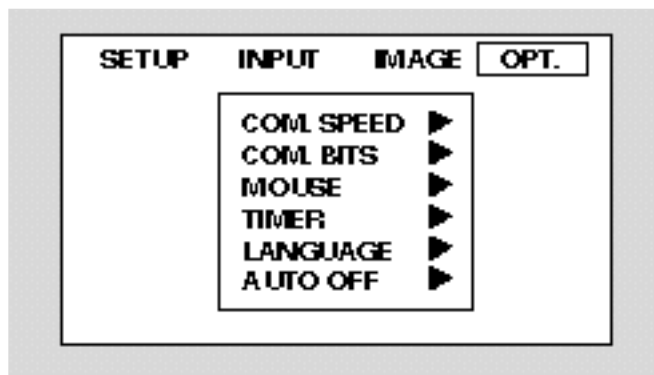 SETUP INPUT IMAGE OPT.
COM. SPEED ▶
COM. BITS ▶
MOUSE ▶
TIMER ▶
LANGUAGE ▶
AUTO OFF ▶